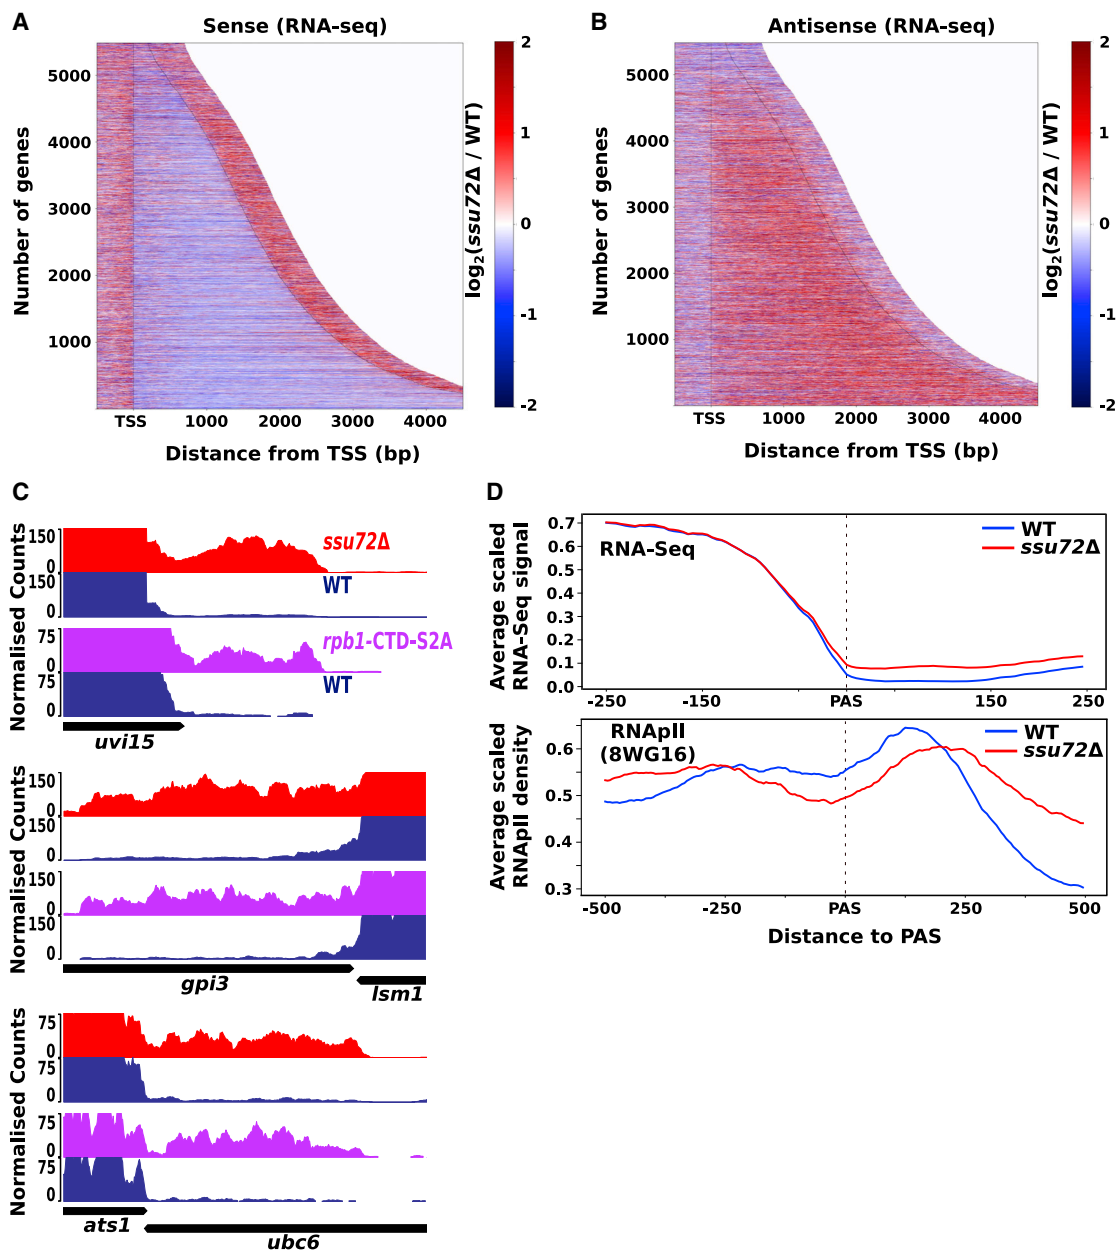 A
Sense (RNA-seq)
5000
4000
3000
2000
1000
Number of genes
TSS 1000 2000 3000 4000
Distance from TSS (bp)
2
1
0
-1
-2
log2(ssu72Δ / WT)
B
Antisense (RNA-seq)
5000
4000
3000
2000
1000
Number of genes
TSS 1000 2000 3000 4000
Distance from TSS (bp)
2
1
0
-1
-2
log2(ssu72Δ / WT)
C
Normalised Counts
150
0
ssu72Δ
150
0
WT
75
0
rpb1-CTD-S2A
75
0
WT
uvi15
Normalised Counts
150
0
150
0
150
0
150
0
gpi3
lsm1
Normalised Counts
75
0
75
0
75
0
75
0
ats1
ubc6
D
Average scaled
RNA-Seq signal
0.7
0.6
0.5
0.4
0.3
0.2
0.1
0.0
RNA-Seq
WT
ssu72Δ
-250 -150 PAS 150 250
Average scaled
RNApII density
0.6
0.5
0.4
0.3
RNApII
(8WG16)
WT
ssu72Δ
-500 -250 PAS 250 500
Distance to PAS